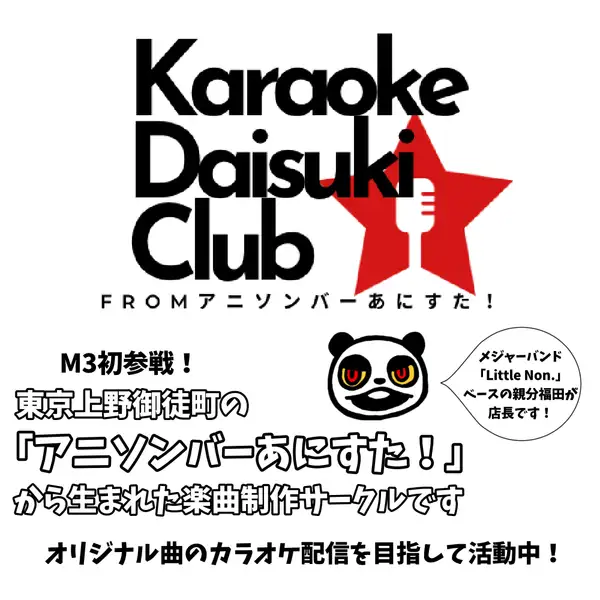 Karaoke
Daisuki
Club
FROMアニソンバーあにすた！
M3初参戦！
メジャーバンド
「Little Non.」
ベースの親分福田が
店長です！
東京上野御徒町の
「アニソンバーあにすた！」
から生まれた楽曲制作サークルです
オリジナル曲のカラオケ配信を目指して活動中！